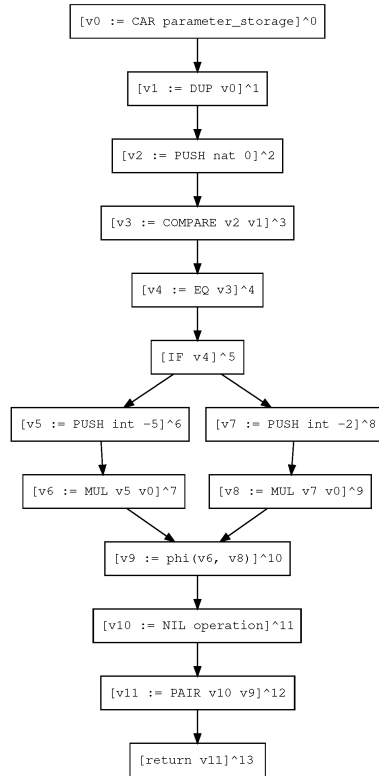 [v0 := CAR parameter_storage]^0
[v1 := DUP v0]^1
[v2 := PUSH nat 0]^2
[v3 := COMPARE v2 v1]^3
[v4 := EQ v3]^4
[IF v4]^5
[v5 := PUSH int -5]^6
[v7 := PUSH int -2]^8
[v6 := MUL v5 v0]^7
[v8 := MUL v7 v0]^9
[v9 := phi(v6, v8)]^10
[v10 := NIL operation]^11
[v11 := PAIR v10 v9]^12
[return v11]^13